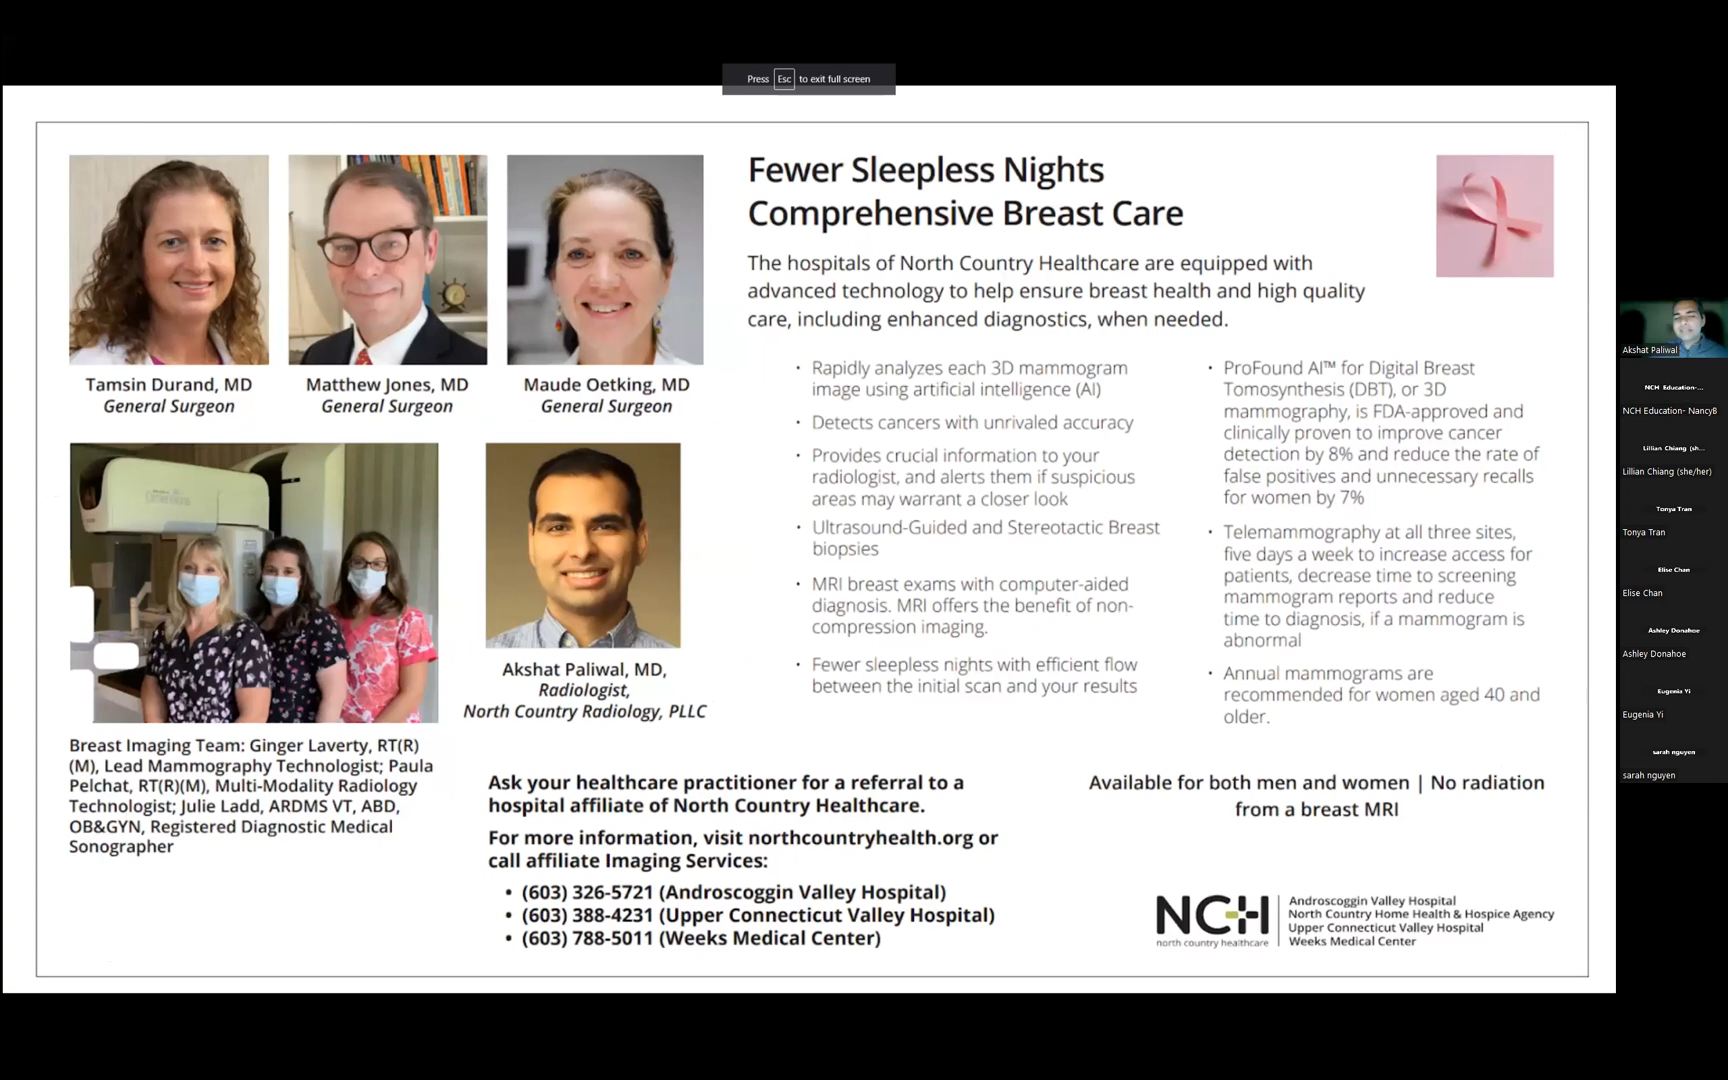 Press Esc to exit full screen
Tamsin Durand, MD
General Surgeon
Matthew Jones, MD
General Surgeon
Maude Oetking, MD
General Surgeon
Breast Imaging Team: Ginger Laverty, RT(R)
(M), Lead Mammography Technologist; Paula
Pelchat, RT(R)(M), Multi-Modality Radiology
Technologist; Julie Ladd, ARDMS VT, ABD,
OB&GYN, Registered Diagnostic Medical
Sonographer
Akshat Paliwal, MD,
Radiologist,
North Country Radiology, PLLC
Fewer Sleepless Nights
Comprehensive Breast Care
The hospitals of North Country Healthcare are equipped with
advanced technology to help ensure breast health and high quality
care, including enhanced diagnostics, when needed.
· Rapidly analyzes each 3D mammogram
image using artificial intelligence (AI)
· Detects cancers with unrivaled accuracy
· Provides crucial information to your
radiologist, and alerts them if suspicious
areas may warrant a closer look
· Ultrasound-Guided and Stereotactic Breast
biopsies
· MRI breast exams with computer-aided
diagnosis. MRI offers the benefit of non-
compression imaging.
· Fewer sleepless nights with efficient flow
between the initial scan and your results
· ProFound AI™ for Digital Breast
Tomosynthesis (DBT), or 3D
mammography, is FDA-approved and
clinically proven to improve cancer
detection by 8% and reduce the rate of
false positives and unnecessary recalls
for women by 7%
· Telemammography at all three sites,
five days a week to increase access for
patients, decrease time to screening
mammogram reports and reduce
time to diagnosis, if a mammogram is
abnormal
· Annual mammograms are
recommended for women aged 40 and
older.
Ask your healthcare practitioner for a referral to a
hospital affiliate of North Country Healthcare.
For more information, visit northcountryhealth.org or
call affiliate Imaging Services:
• (603) 326-5721 (Androscoggin Valley Hospital)
• (603) 388-4231 (Upper Connecticut Valley Hospital)
• (603) 788-5011 (Weeks Medical Center)
Available for both men and women | No radiation
from a breast MRI
NCH
north country healthcare
Androscoggin Valley Hospital
North Country Home Health & Hospice Agency
Upper Connecticut Valley Hospital
Weeks Medical Center
Akshat Paliwal
NCH Education-...
NCH Education- NancyB
Lillian Chiang (sh...
Lillian Chiang (she/her)
Tonya Tran
Tonya Tran
Elise Chan
Elise Chan
Ashley Donahoe
Ashley Donahoe
Eugenia Yi
Eugenia Yi
sarah nguyen
sarah nguyen